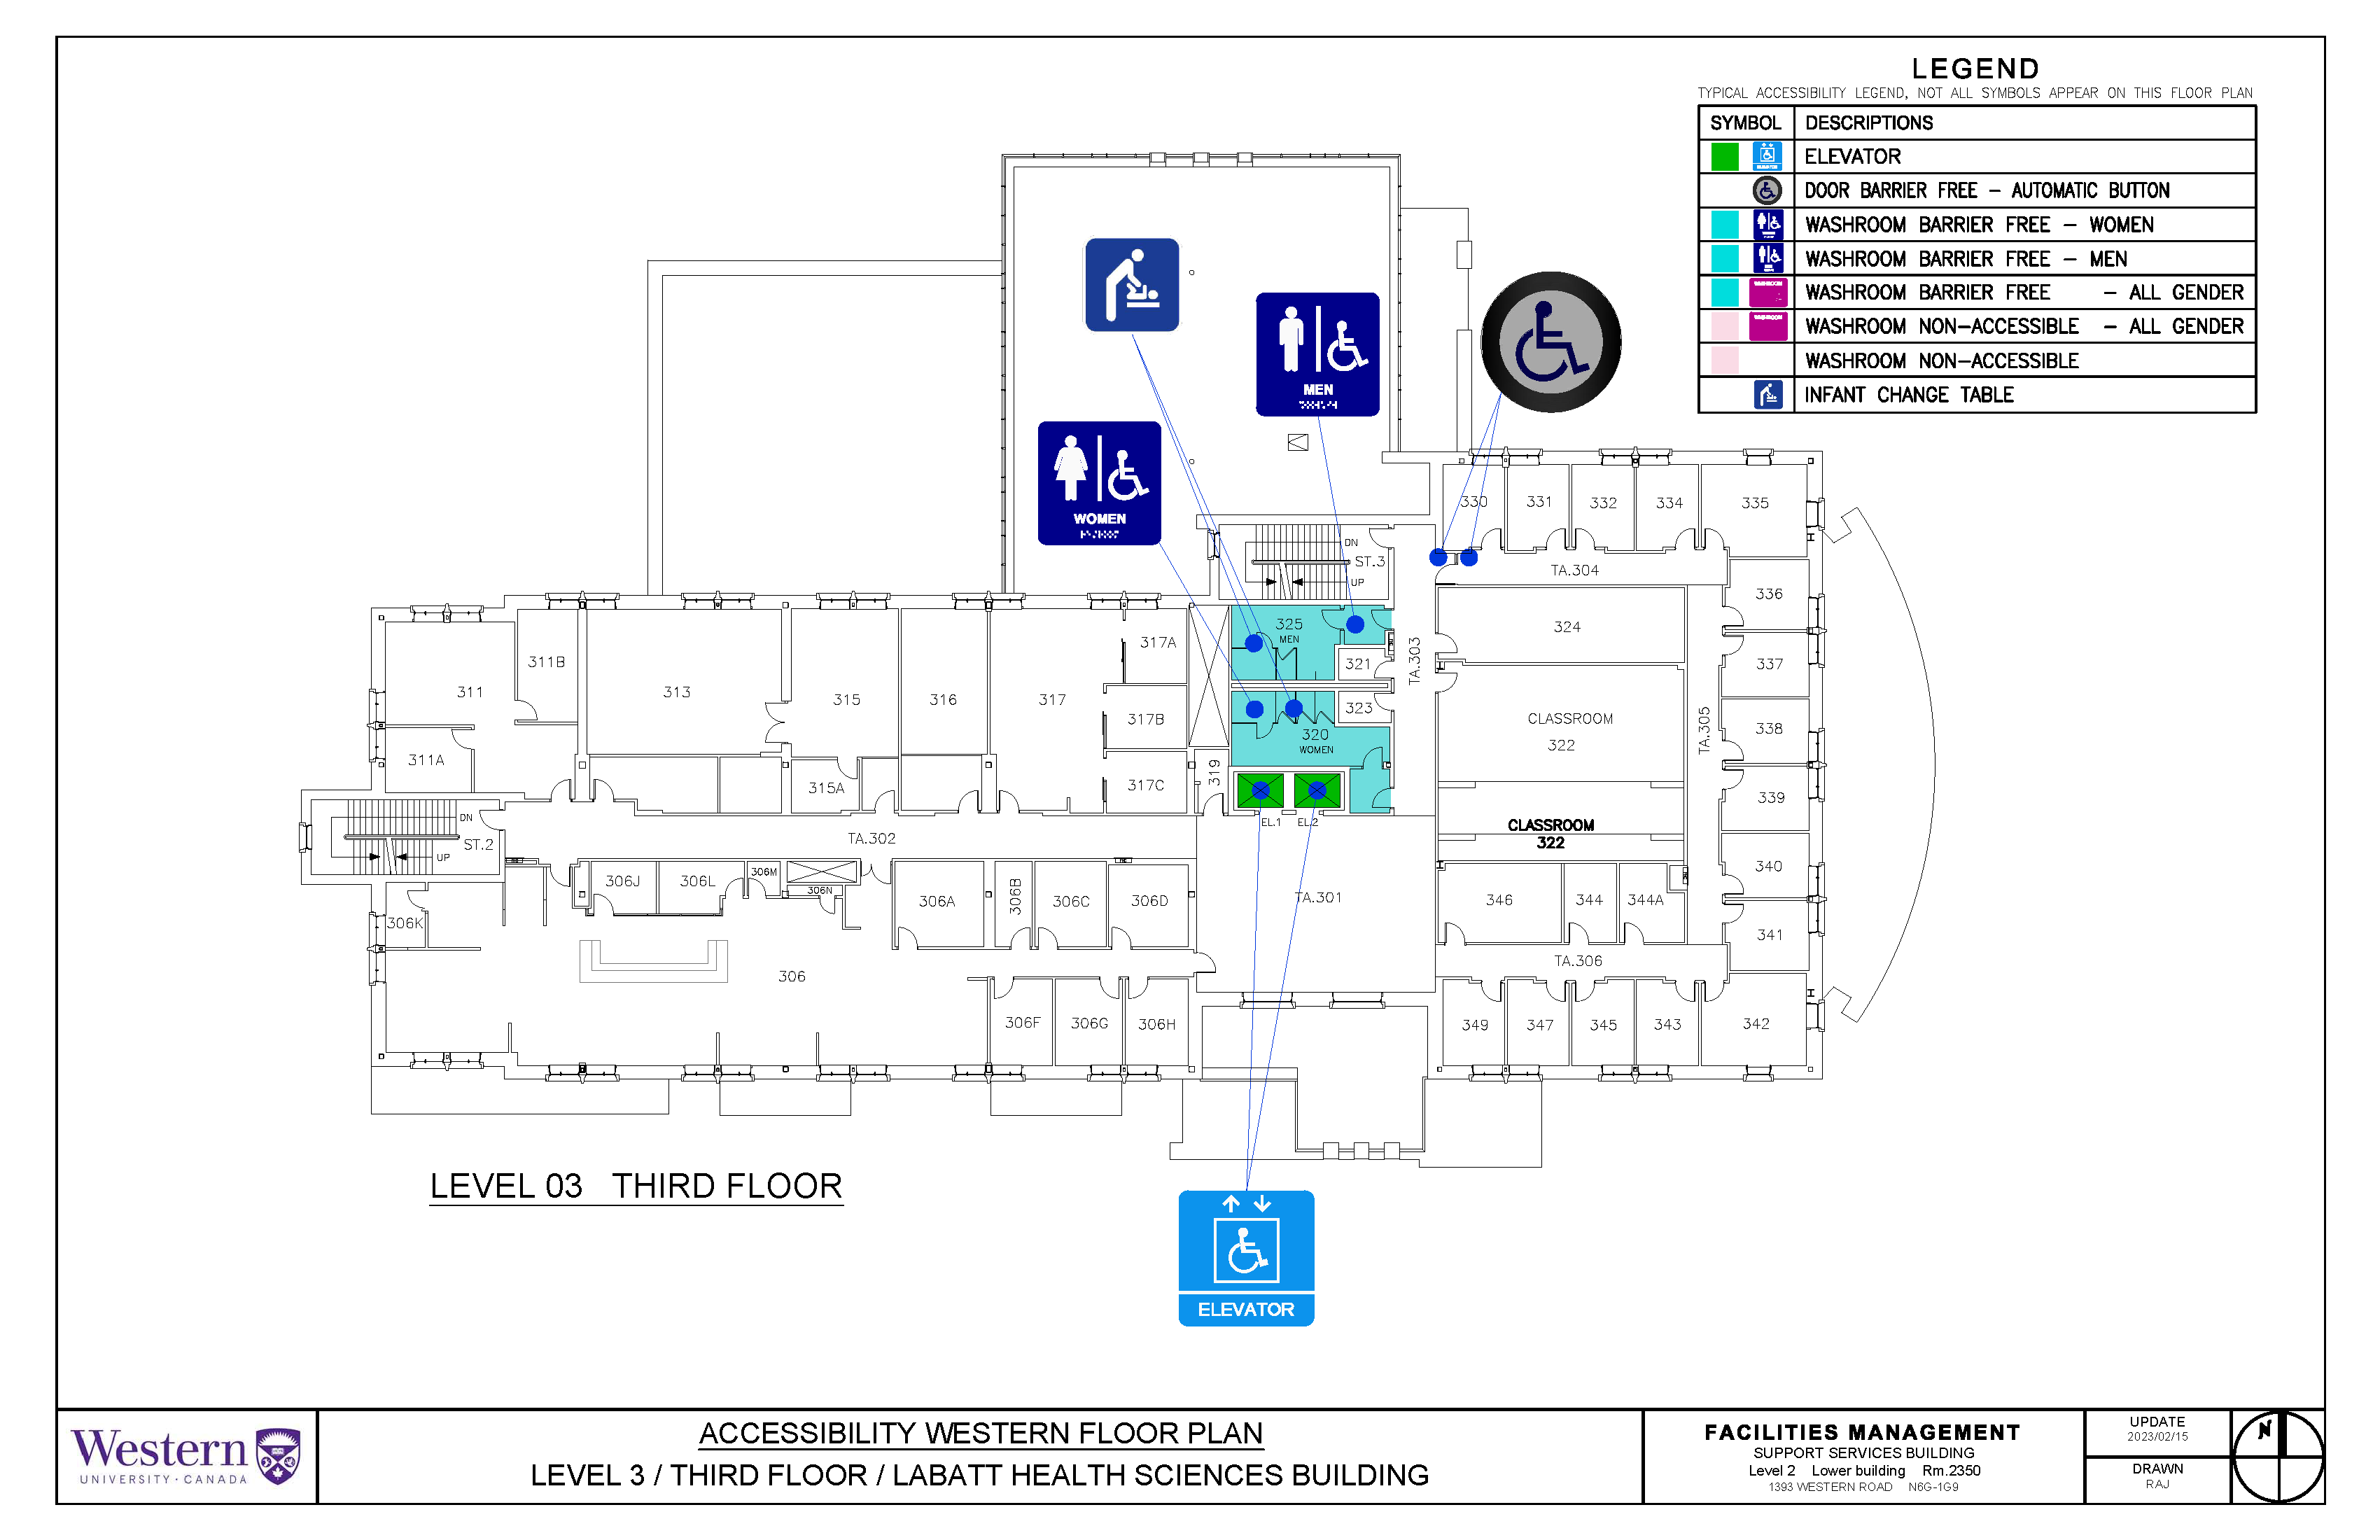 LEGEND
TYPICAL ACCESSIBILITY LEGEND, NOT ALL SYMBOLS APPEAR ON THIS FLOOR PLAN
SYMBOL DESCRIPTIONS
ELEVATOR
DOOR BARRIER FREE – AUTOMATIC BUTTON
WASHROOM BARRIER FREE – WOMEN
WASHROOM BARRIER FREE – MEN
WASHROOM BARRIER FREE – ALL GENDER
WASHROOM NON–ACCESSIBLE – ALL GENDER
WASHROOM NON–ACCESSIBLE
INFANT CHANGE TABLE
MEN
WOMEN
330 331 332 334 335
DN
ST.3
UP
TA.304
336
324
325
MEN
321
TA.303
337
317A
311B
311 313 315 316 317
317B
323
320
WOMEN
CLASSROOM
322
TA.305
338
311A
315A
317C
319
339
EL.1 EL.2
CLASSROOM
322
DN
ST.2
UP
TA.302
340
306J 306L 306M
306N
306A 306B 306C 306D
TA.301
346 344 344A
306K
341
306
TA.306
306F 306G 306H
349 347 345 343 342
LEVEL 03 THIRD FLOOR
ELEVATOR
Western
UNIVERSITY · CANADA
ACCESSIBILITY WESTERN FLOOR PLAN
LEVEL 3 / THIRD FLOOR / LABATT HEALTH SCIENCES BUILDING
FACILITIES MANAGEMENT
SUPPORT SERVICES BUILDING
Level 2 Lower building Rm.2350
1393 WESTERN ROAD N6G-1G9
UPDATE
2023/02/15
DRAWN
RAJ
N